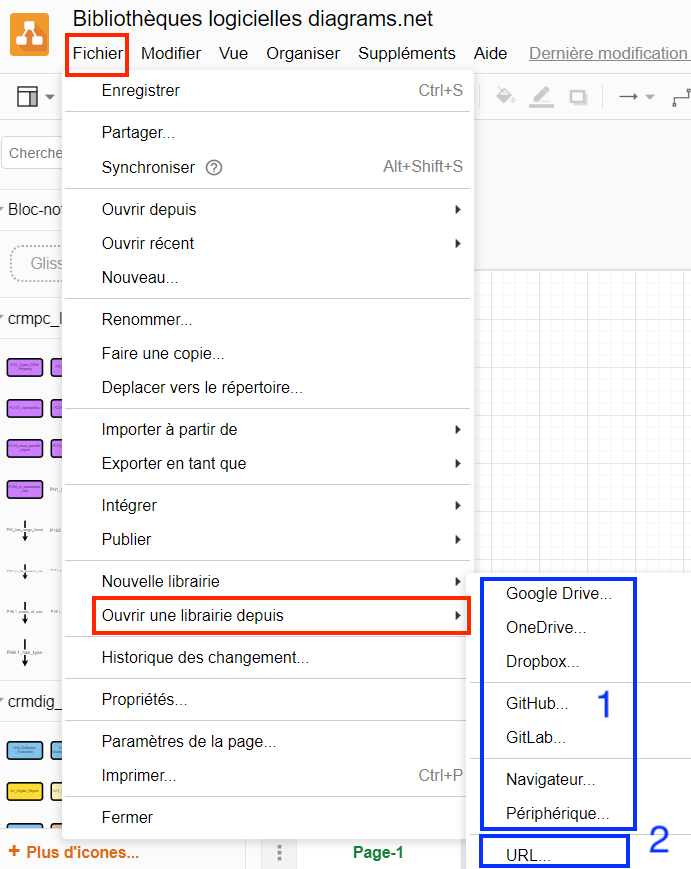 Bibliothèques logicielles diagrams.net
Fichier Modifier Vue Organiser Suppléments Aide Dernière modification
Enregistrer Ctrl+S
Partager...
Cherche
Synchroniser ? Alt+Shift+S
Bloc-no
Ouvrir depuis
Ouvrir récent
Gliss
Nouveau...
crmpc_l
Renommer...
Faire une copie...
Deplacer vers le répertoire...
Importer à partir de
Exporter en tant que
Intégrer
Publier
Nouvelle librairie
Ouvrir une librairie depuis
Google Drive...
OneDrive...
Dropbox...
GitHub... 1
GitLab...
Navigateur...
Périphérique...
URL... 2
Historique des changement...
Propriétés...
crmdig_
Paramètres de la page...
Imprimer... Ctrl+P
Fermer
+ Plus d'icones...
Page-1